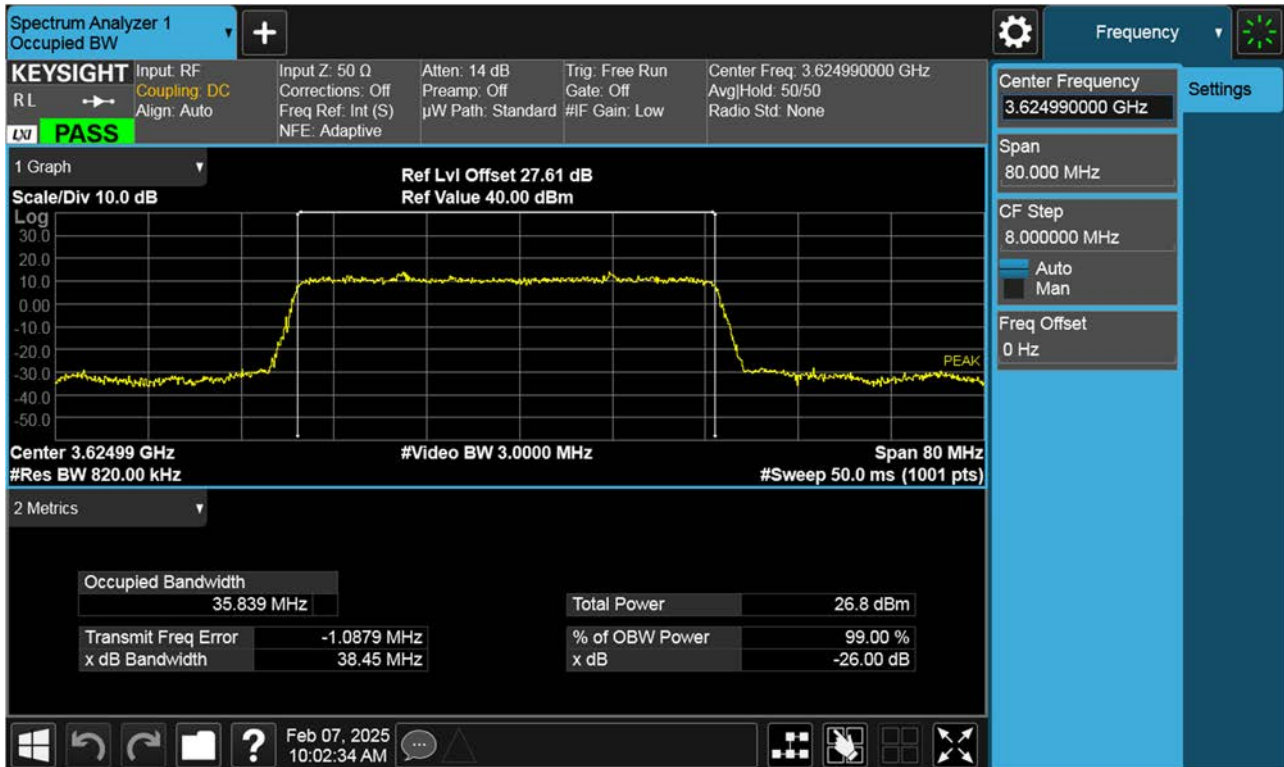 Spectrum Analyzer 1
Occupied BW
Frequency
KEYSIGHT
R L
LXI
PASS
Input: RF
Coupling: DC
Align: Auto
Input Z: 50 Ω
Corrections: Off
Freq Ref: Int (S)
NFE: Adaptive
Atten: 14 dB
Preamp: Off
µW Path: Standard
Trig: Free Run
Gate: Off
#IF Gain: Low
Center Freq: 3.624990000 GHz
Avg|Hold: 50/50
Radio Std: None
Center Frequency
3.624990000 GHz
Settings
Span
80.000 MHz
CF Step
8.000000 MHz
Auto
Man
Freq Offset
0 Hz
1 Graph
Scale/Div 10.0 dB
Ref Lvl Offset 27.61 dB
Ref Value 40.00 dBm
Log
30.0
20.0
10.0
0.00
-10.0
-20.0
-30.0
-40.0
-50.0
PEAK
Center 3.62499 GHz
#Video BW 3.0000 MHz
Span 80 MHz
#Res BW 820.00 kHz
#Sweep 50.0 ms (1001 pts)
2 Metrics
Occupied Bandwidth
35.839 MHz
Total Power 26.8 dBm
Transmit Freq Error -1.0879 MHz
% of OBW Power 99.00 %
x dB Bandwidth 38.45 MHz
x dB -26.00 dB
?
Feb 07, 2025
10:02:34 AM